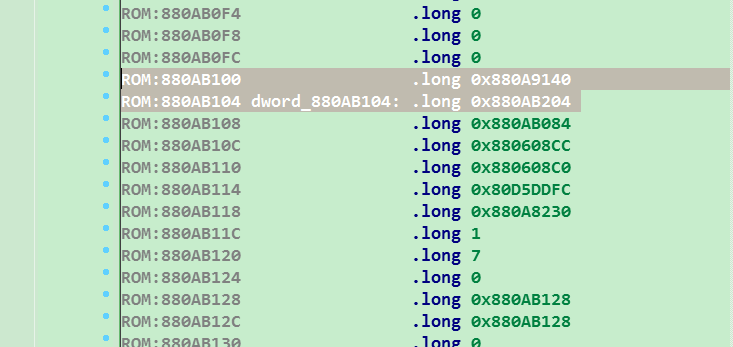 ROM:880AB0F4 .long 0
ROM:880AB0F8 .long 0
ROM:880AB0FC .long 0
ROM:880AB100 .long 0x880A9140
ROM:880AB104 dword_880AB104: .long 0x880AB204
ROM:880AB108 .long 0x880AB084
ROM:880AB10C .long 0x880608CC
ROM:880AB110 .long 0x880608C0
ROM:880AB114 .long 0x80D5DDFC
ROM:880AB118 .long 0x880A8230
ROM:880AB11C .long 1
ROM:880AB120 .long 7
ROM:880AB124 .long 0
ROM:880AB128 .long 0x880AB128
ROM:880AB12C .long 0x880AB128
ROM:880AB130 .long 0